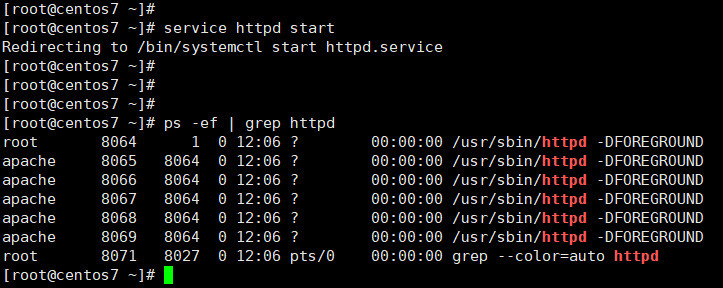 [root@centos7 ~]#
[root@centos7 ~]# service httpd start
Redirecting to /bin/systemctl start httpd.service
[root@centos7 ~]#
[root@centos7 ~]#
[root@centos7 ~]#
[root@centos7 ~]# ps -ef | grep httpd
root      8064     1  0 12:06 ?        00:00:00 /usr/sbin/httpd -DFOREGROUND
apache    8065  8064  0 12:06 ?        00:00:00 /usr/sbin/httpd -DFOREGROUND
apache    8066  8064  0 12:06 ?        00:00:00 /usr/sbin/httpd -DFOREGROUND
apache    8067  8064  0 12:06 ?        00:00:00 /usr/sbin/httpd -DFOREGROUND
apache    8068  8064  0 12:06 ?        00:00:00 /usr/sbin/httpd -DFOREGROUND
apache    8069  8064  0 12:06 ?        00:00:00 /usr/sbin/httpd -DFOREGROUND
root      8071  8027  0 12:06 pts/0    00:00:00 grep --color=auto httpd
[root@centos7 ~]#